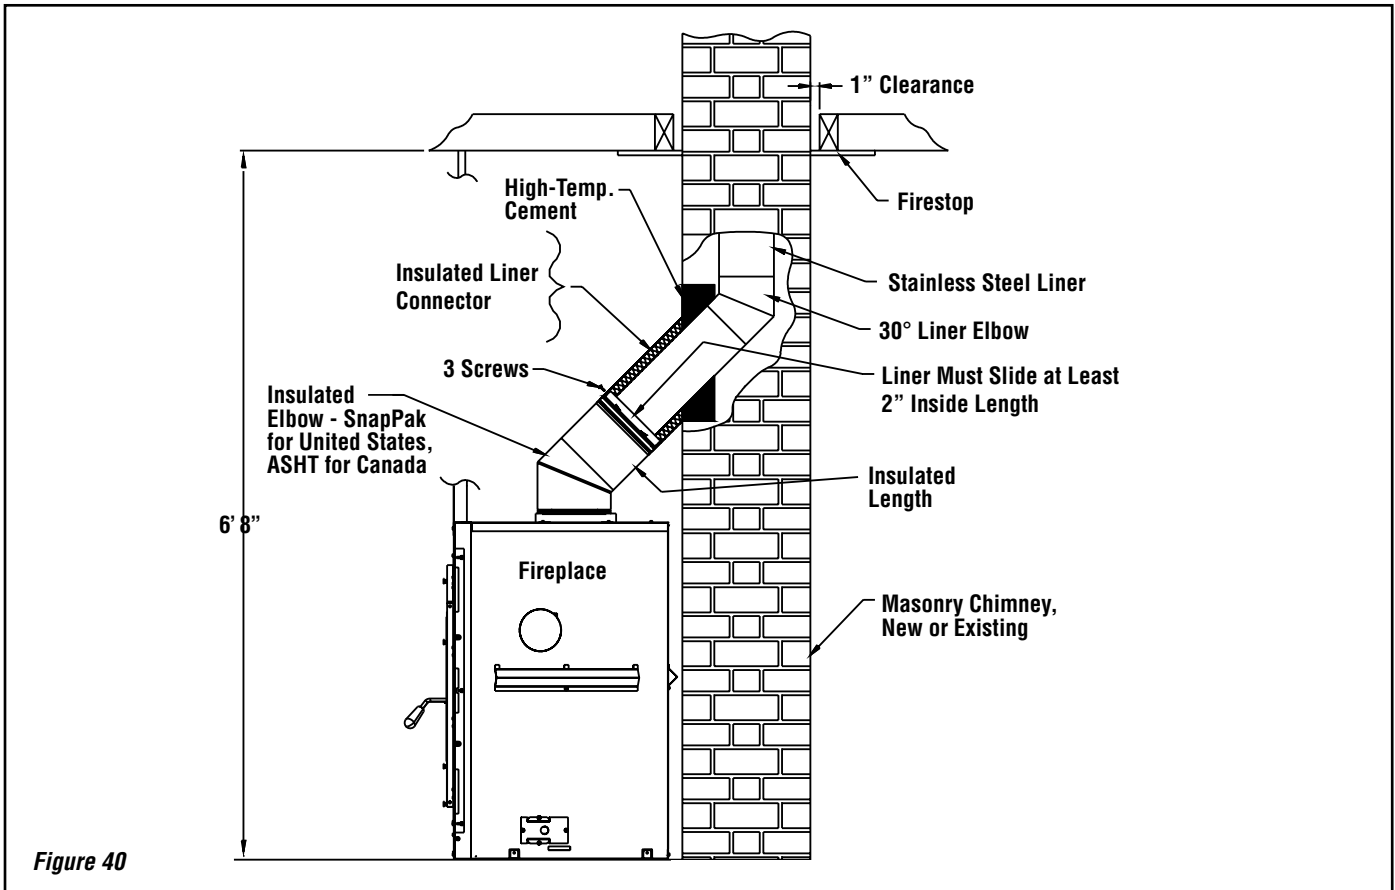 1” Clearance
Firestop
High-Temp.
Cement
Insulated Liner
Connector
Stainless Steel Liner
30° Liner Elbow
3 Screws
Liner Must Slide at Least
2” Inside Length
Insulated
Elbow - SnapPak
for United States,
ASHT for Canada
Insulated
Length
6’ 8”
Fireplace
Masonry Chimney,
New or Existing
Figure 40